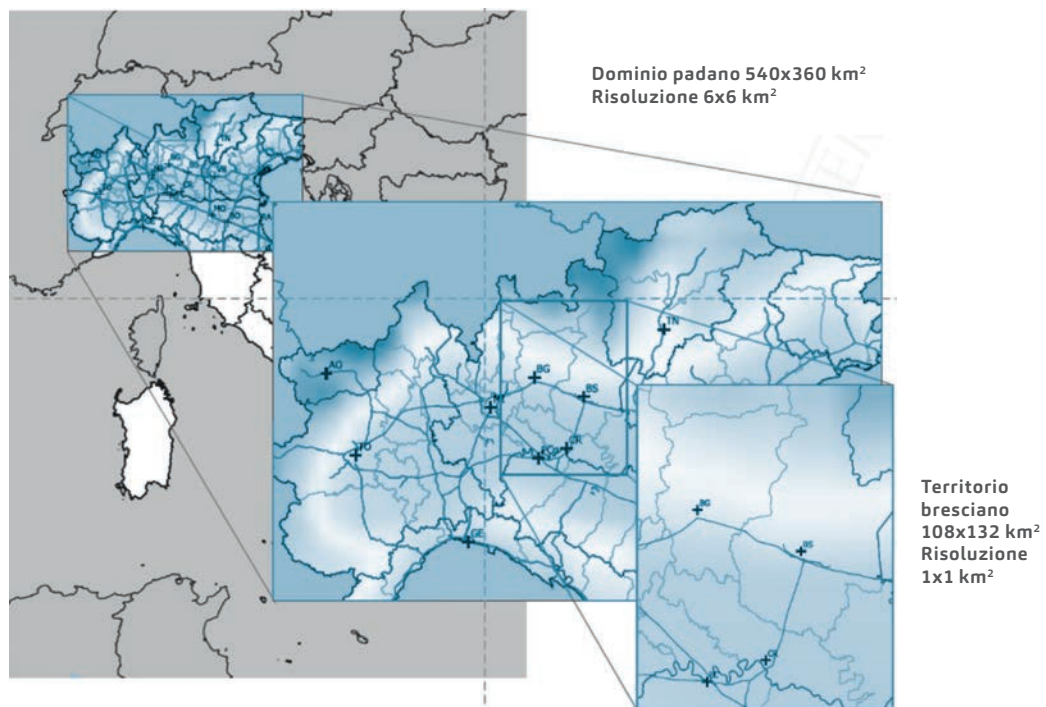 Dominio padano 540x360 km²
Risoluzione 6x6 km²
TN
TN
AO
BG
BS
CR
TO
GE
BG
BS
CR
Territorio
bresciano
108x132 km²
Risoluzione
1x1 km²